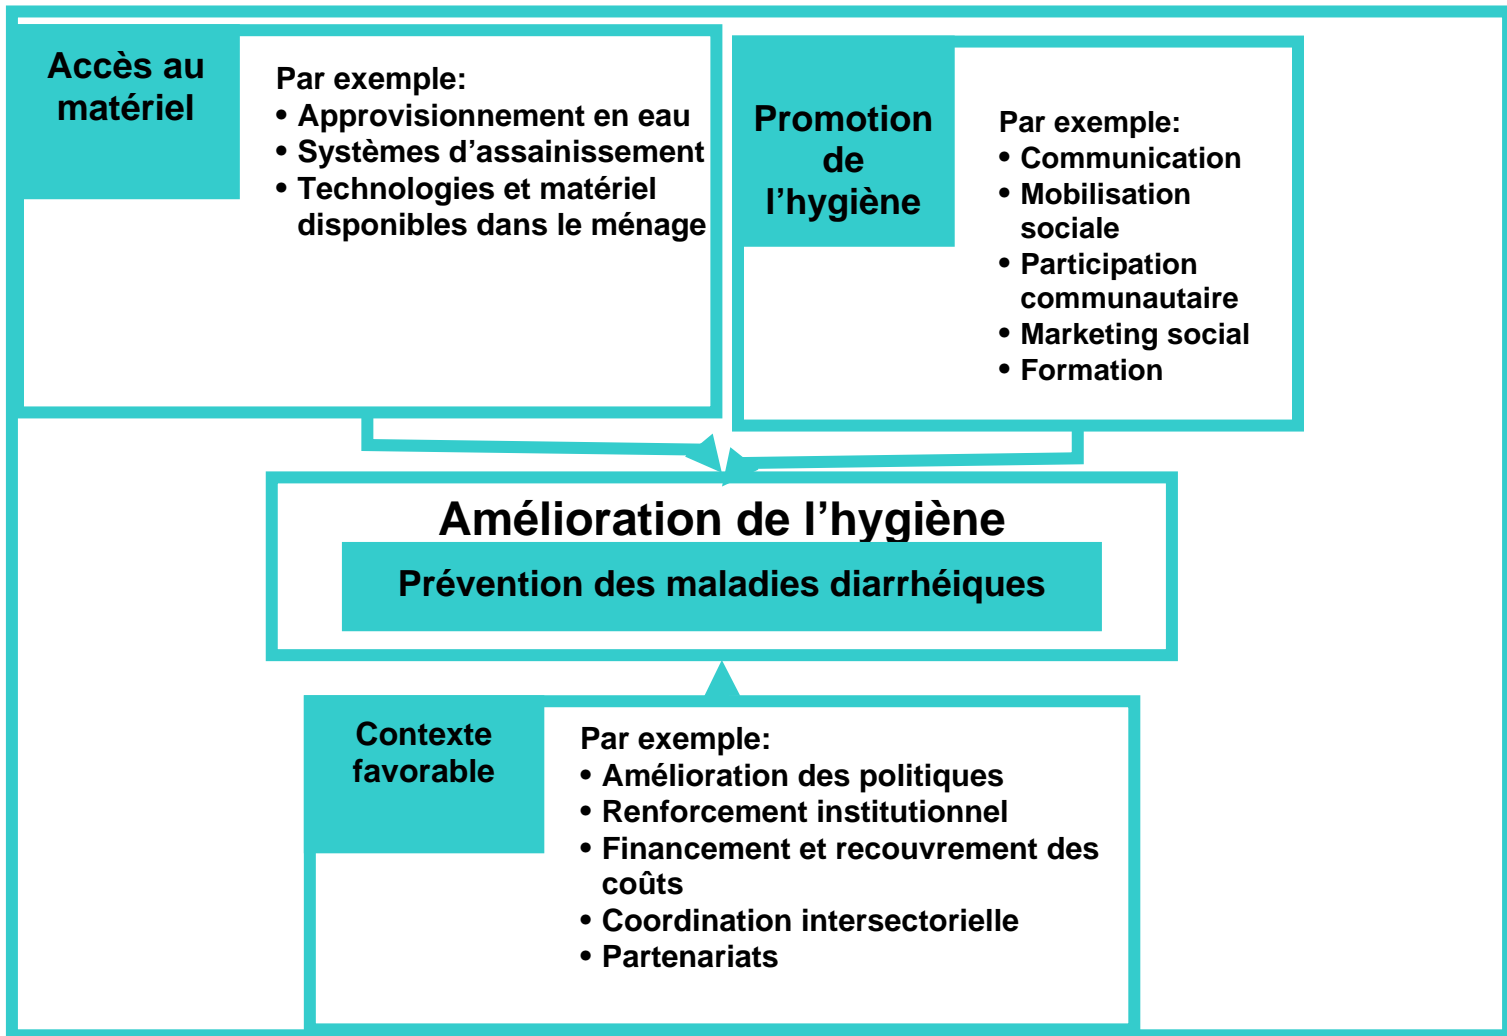 Accès au
matériel
Par exemple:
• Approvisionnement en eau
• Systèmes d’assainissement
• Technologies et matériel
disponibles dans le ménage
Promotion
de
l’hygiène
Par exemple:
• Communication
• Mobilisation
sociale
• Participation
communautaire
• Marketing social
• Formation
Amélioration de l’hygiène
Prévention des maladies diarrhéiques
Contexte
favorable
Par exemple:
• Amélioration des politiques
• Renforcement institutionnel
• Financement et recouvrement des
coûts
• Coordination intersectorielle
• Partenariats